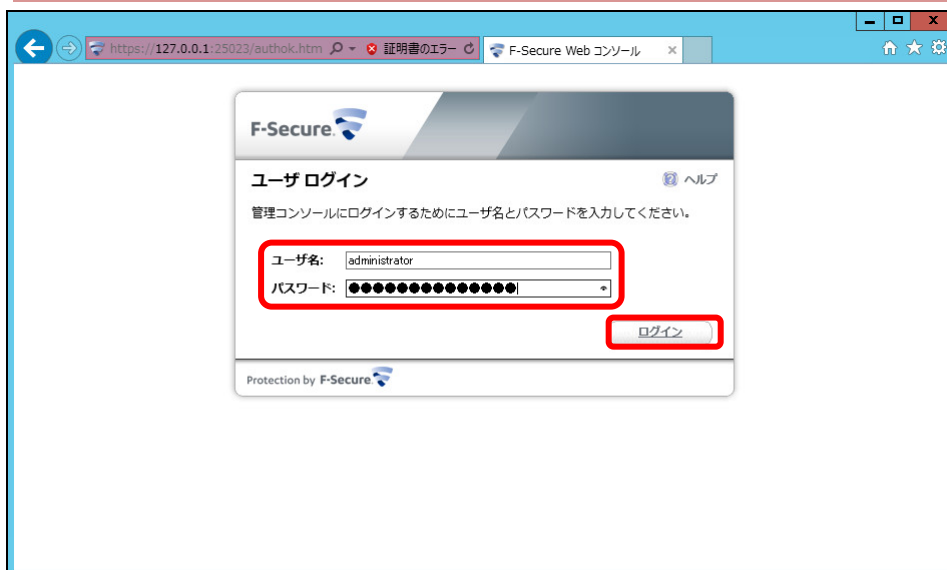 https://127.0.0.1:25023/authok.htm
証明書のエラー
F-Secure Web コンソール
F-Secure.
ユーザ ログイン
ヘルプ
管理コンソールにログインするためにユーザ名とパスワードを入力してください。
ユーザ名: administrator
パスワード: ●●●●●●●●●●●●●●
ログイン
Protection by F-Secure.